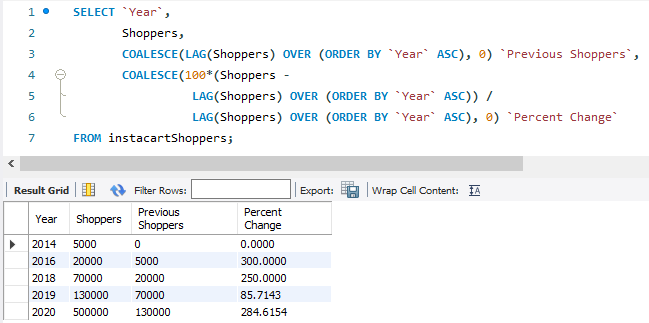 1 SELECT `Year`,
2 Shoppers,
3 COALESCE(LAG(Shoppers) OVER (ORDER BY `Year` ASC), 0) `Previous Shoppers`,
4 COALESCE(100*(Shoppers -
5 LAG(Shoppers) OVER (ORDER BY `Year` ASC)) /
6 LAG(Shoppers) OVER (ORDER BY `Year` ASC), 0) `Percent Change`
7 FROM instacartShoppers;
Result Grid Filter Rows: Export: Wrap Cell Content: IA
Year Shoppers Previous Shoppers Percent Change
2014 5000 0 0.0000
2016 20000 5000 300.0000
2018 70000 20000 250.0000
2019 130000 70000 85.7143
2020 500000 130000 284.6154